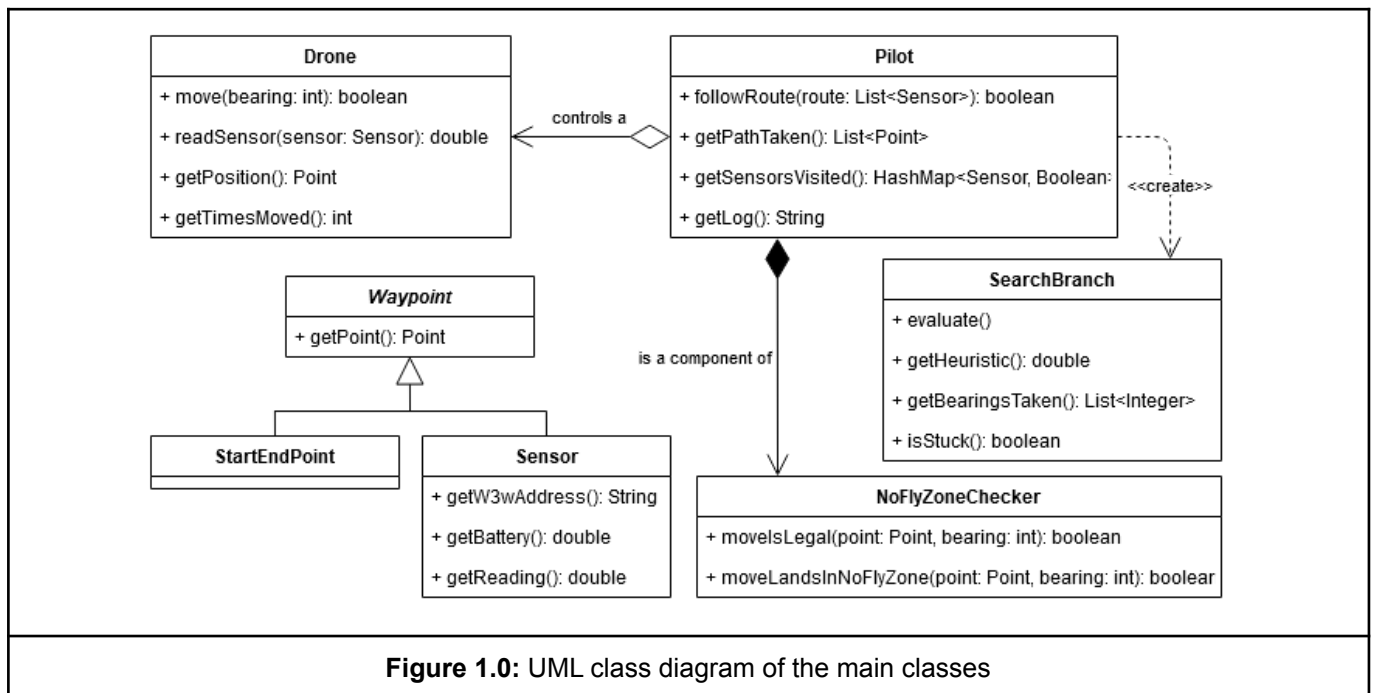 Drone
+ move(bearing: int): boolean
+ readSensor(sensor: Sensor): double
+ getPosition(): Point
+ getTimesMoved(): int
controls a
Pilot
+ followRoute(route: List<Sensor>): boolean
+ getPathTaken(): List<Point>
+ getSensorsVisited(): HashMap<Sensor, Boolean>
+ getLog(): String
<<create>>
Waypoint
+ getPoint(): Point
SearchBranch
+ evaluate()
+ getHeuristic(): double
+ getBearingsTaken(): List<Integer>
+ isStuck(): boolean
is a component of
StartEndPoint
Sensor
+ getW3wAddress(): String
+ getBattery(): double
+ getReading(): double
NoFlyZoneChecker
+ moveIsLegal(point: Point, bearing: int): boolean
+ moveLandsInNoFlyZone(point: Point, bearing: int): boolear
Figure 1.0: UML class diagram of the main classes